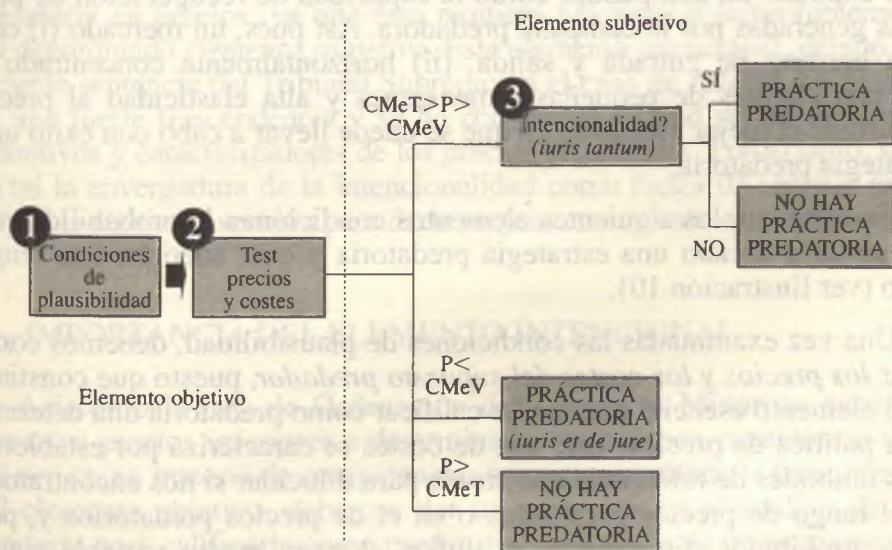 Elemento subjetivo
CMeT>P>
CMeV
3
Intencionalidad?
(iuris tantum)
SÍ
PRÁCTICA
PREDATORIA
NO
NO HAY
PRÁCTICA
PREDATORIA
1
Condiciones
de
plausibilidad
2
Test
precios
y costes
Elemento objetivo
P<
CMeV
PRÁCTICA
PREDATORIA
(iuris et de jure)
P>
CMeT
NO HAY
PRÁCTICA
PREDATORIA